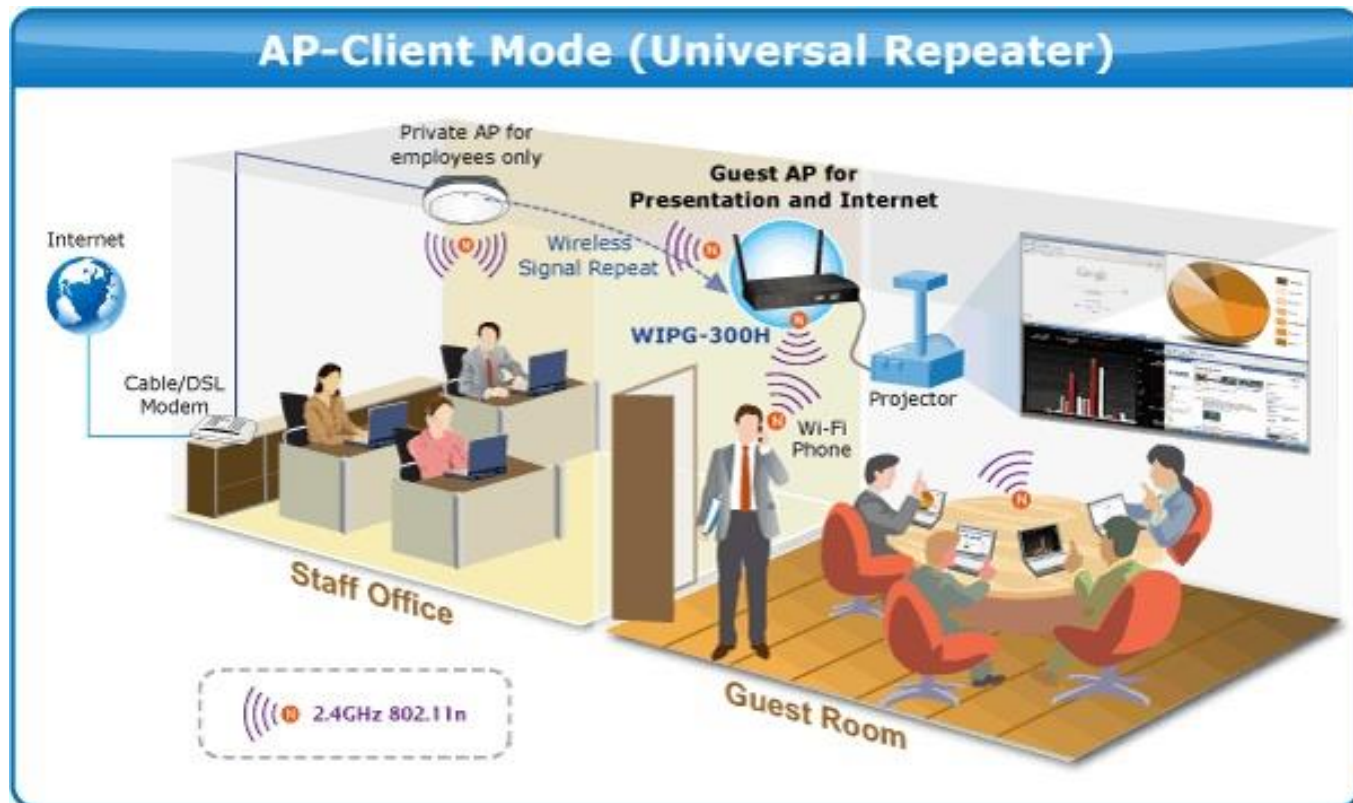 AP-Client Mode (Universal Repeater)
Private AP for
employees only
Guest AP for
Presentation and Internet
Internet
Wireless
Signal Repeat
WIPG-300H
Cable/DSL
Modem
Projector
Wi-Fi
Phone
Staff Office
Guest Room
N 2.4GHz 802.11n